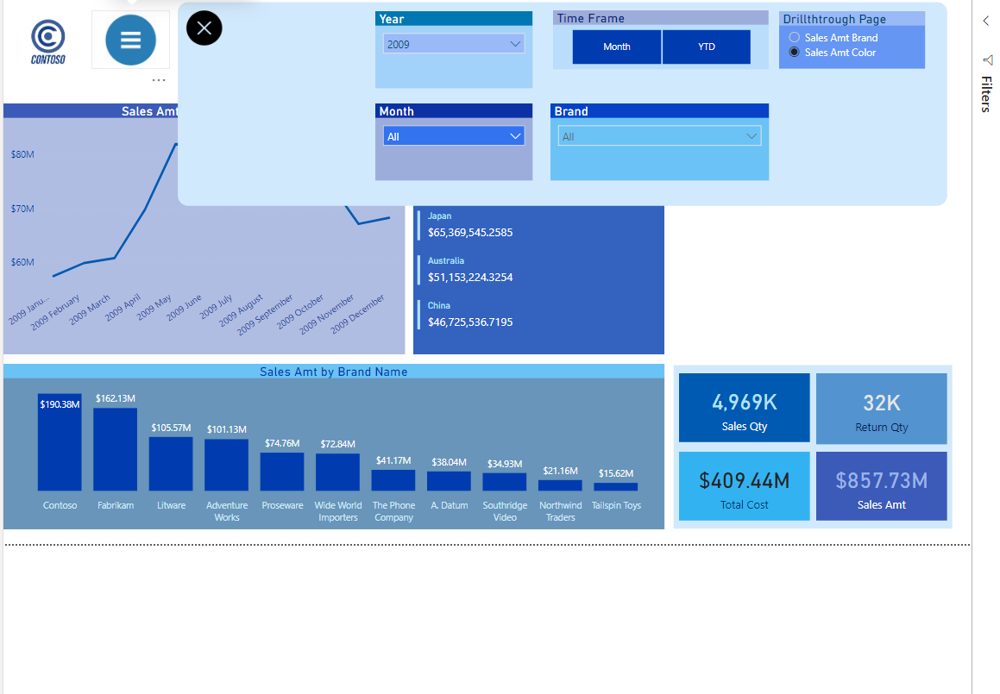 CONTOSO
Year
2009
Time Frame
Month
YTD
Drillthrough Page
Sales Amt Brand
Sales Amt Color
Filters
Month
All
Brand
All
Sales Amt
$80M
$70M
$60M
2009 Janu...
2009 February
2009 March
2009 April
2009 May
2009 June
2009 July
2009 August
2009 September
2009 October
2009 November
2009 December
Japan
$65,369,545.2585
Australia
$51,153,224.3254
China
$46,725,536.7195
Sales Amt by Brand Name
$190.38M
$162.13M
$105.57M
$101.13M
$74.76M
$72.84M
$41.17M
$38.04M
$34.93M
$21.16M
$15.62M
Contoso
Fabrikam
Litware
Adventure
Works
Proseware
Wide World
Importers
The Phone
Company
A. Datum
Southridge
Video
Northwind
Traders
Tailspin Toys
4,969K
Sales Qty
32K
Return Qty
$409.44M
Total Cost
$857.73M
Sales Amt